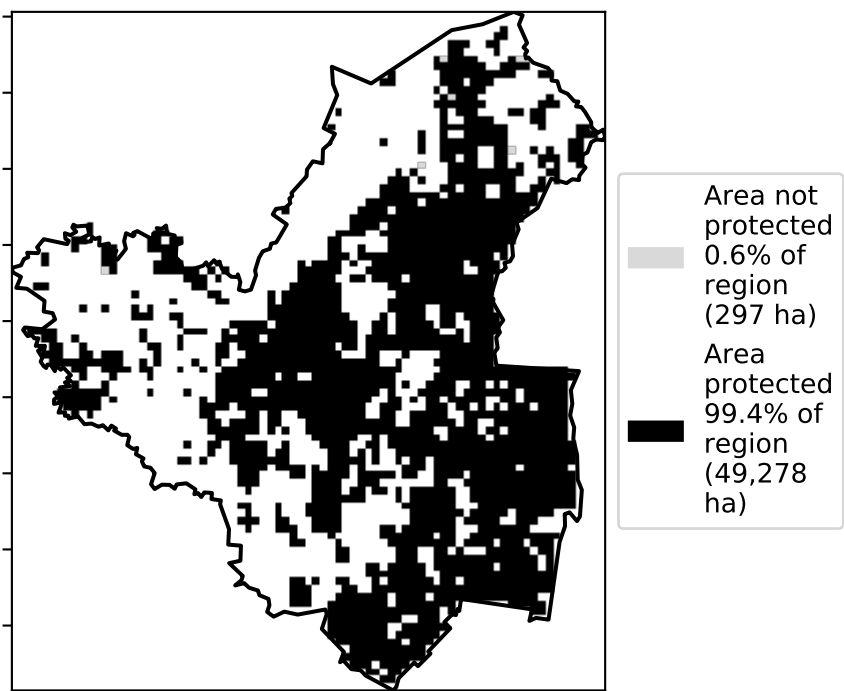 Area not
protected
0.6% of
region
(297 ha)
Area
protected
99.4% of
region
(49,278
ha)